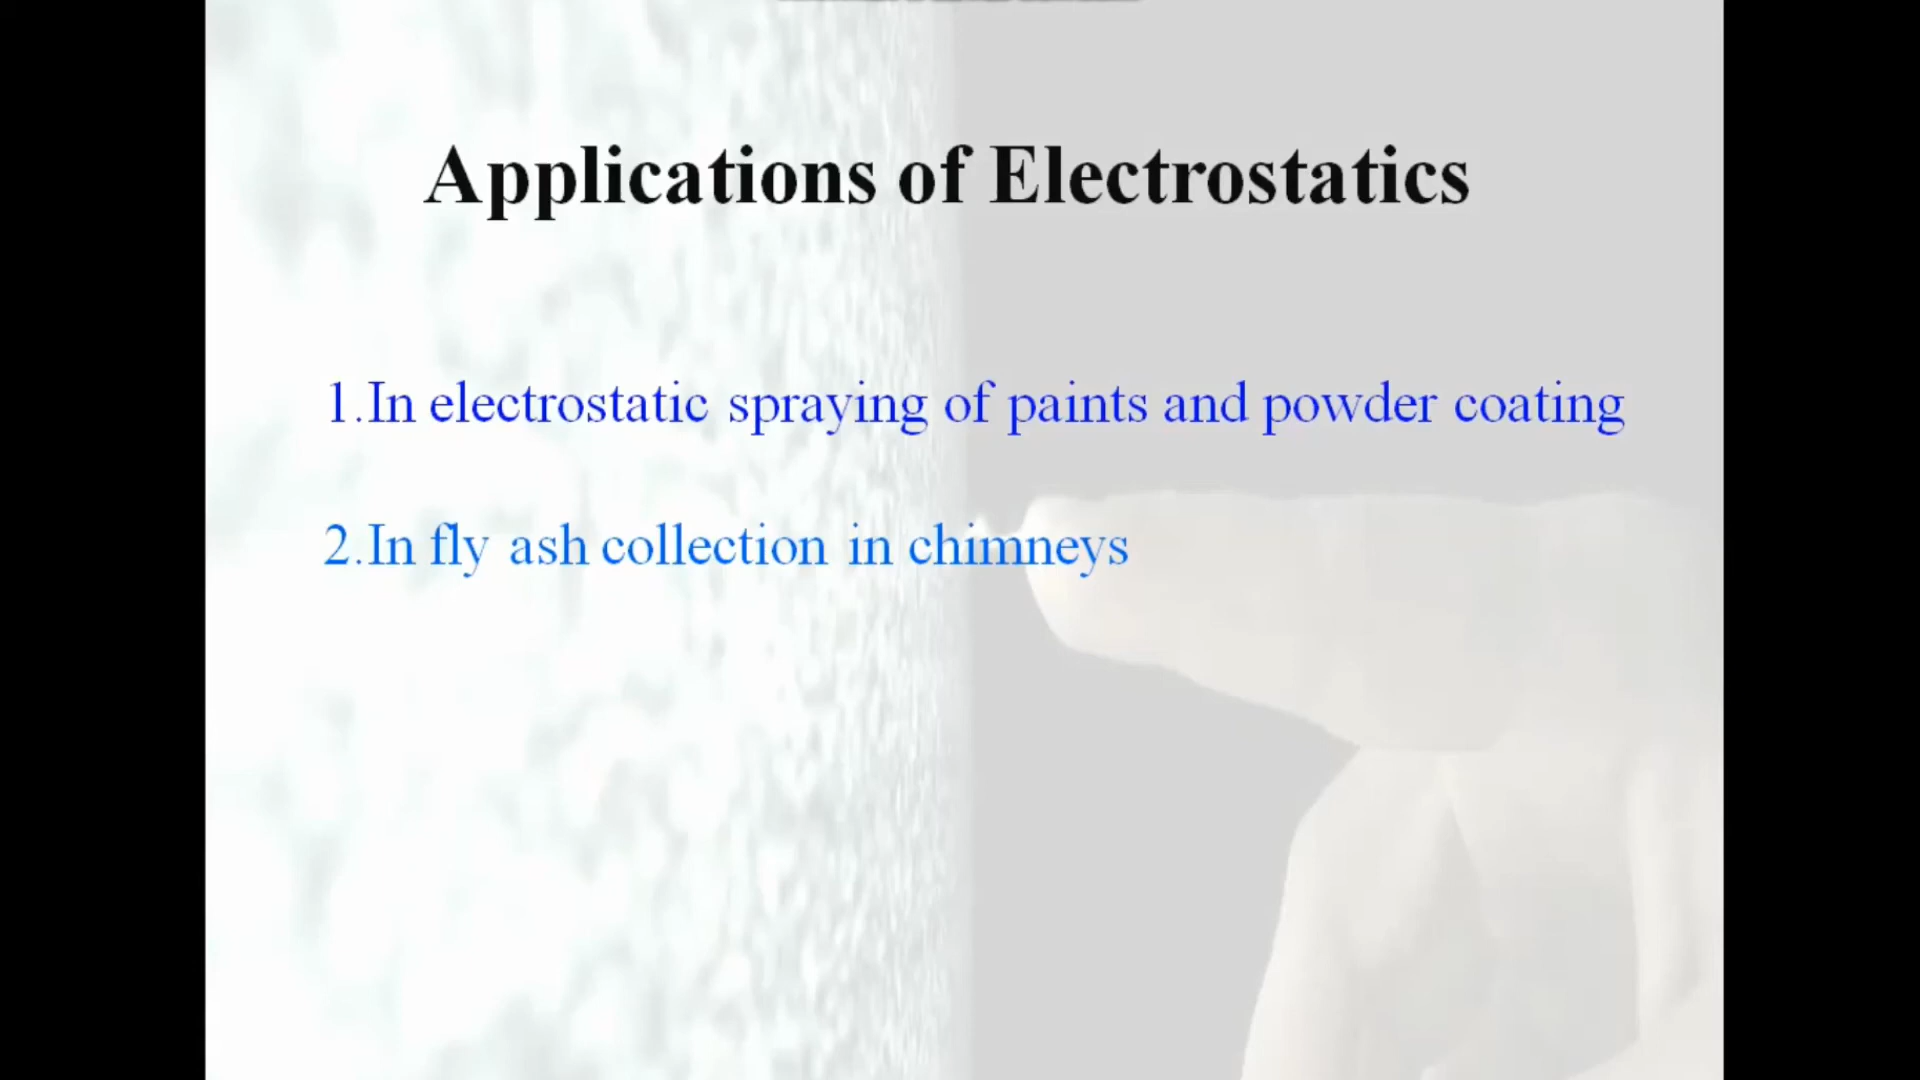 Applications of Electrostatics
1.In electrostatic spraying of paints and powder coating
2.In fly ash collection in chimneys